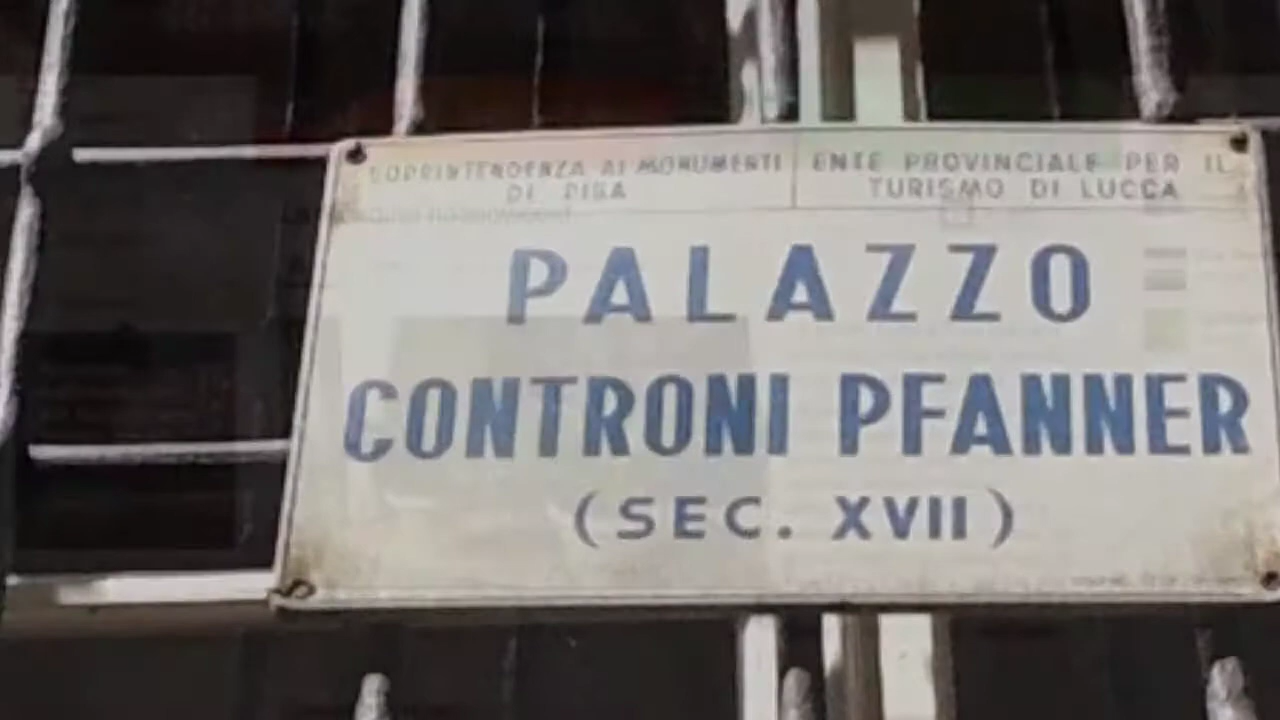 SOPRINTENDENZA AI MONUMENTI
DI PISA
ENTE PROVINCIALE PER IL
TURISMO DI LUCCA
PALAZZO
CONTRONI PFANNER
(SEC. XVII)